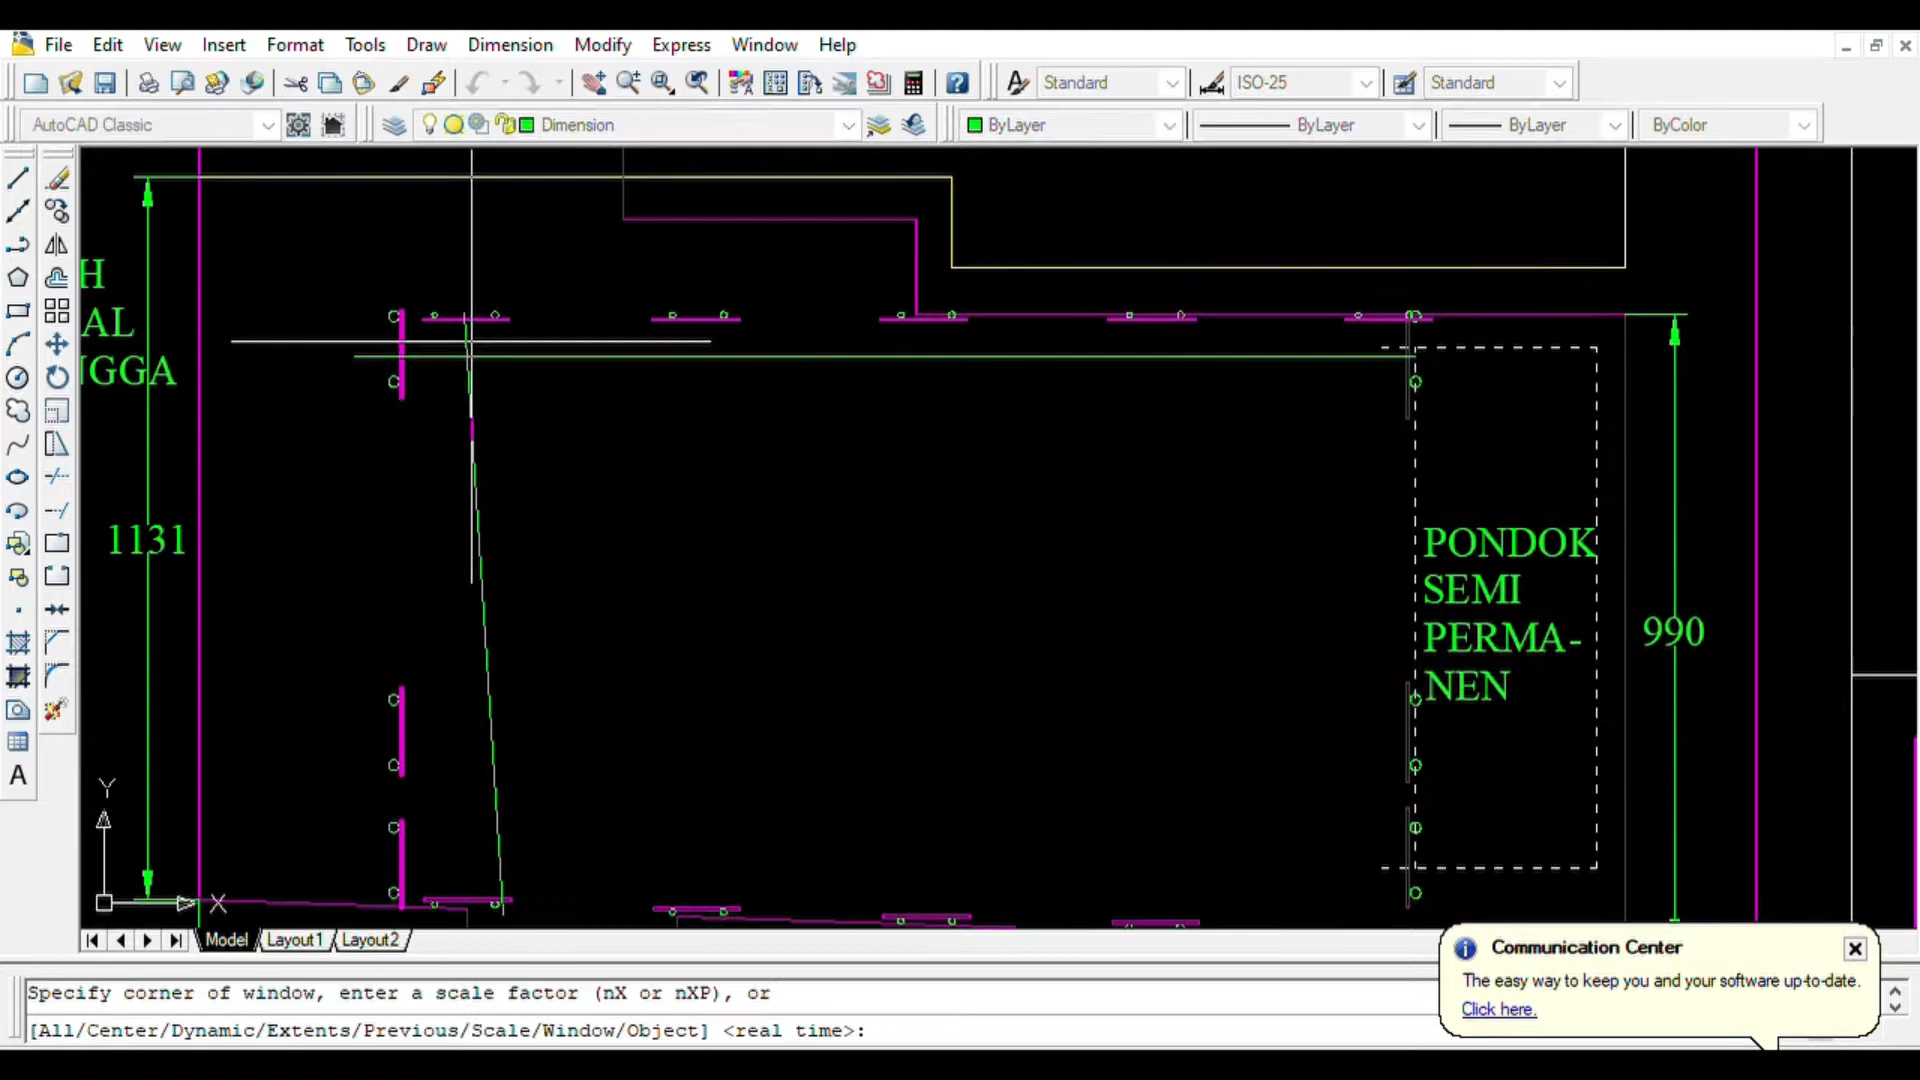 File Edit View Insert Format Tools Draw Dimension Modify Express Window Help
Standard ISO-25 Standard
AutoCAD Classic Dimension ByLayer ByLayer ByLayer ByColor
H
AL
NGGA
1131
PONDOK
SEMI
PERMA-
NEN
990
Y
X
A
Model Layout1 Layout2
Communication Center
The easy way to keep you and your software up-to-date.
Click here.
Specify corner of window, enter a scale factor (nX or nXP), or
[All/Center/Dynamic/Extents/Previous/Scale/Window/Object] <real time>: